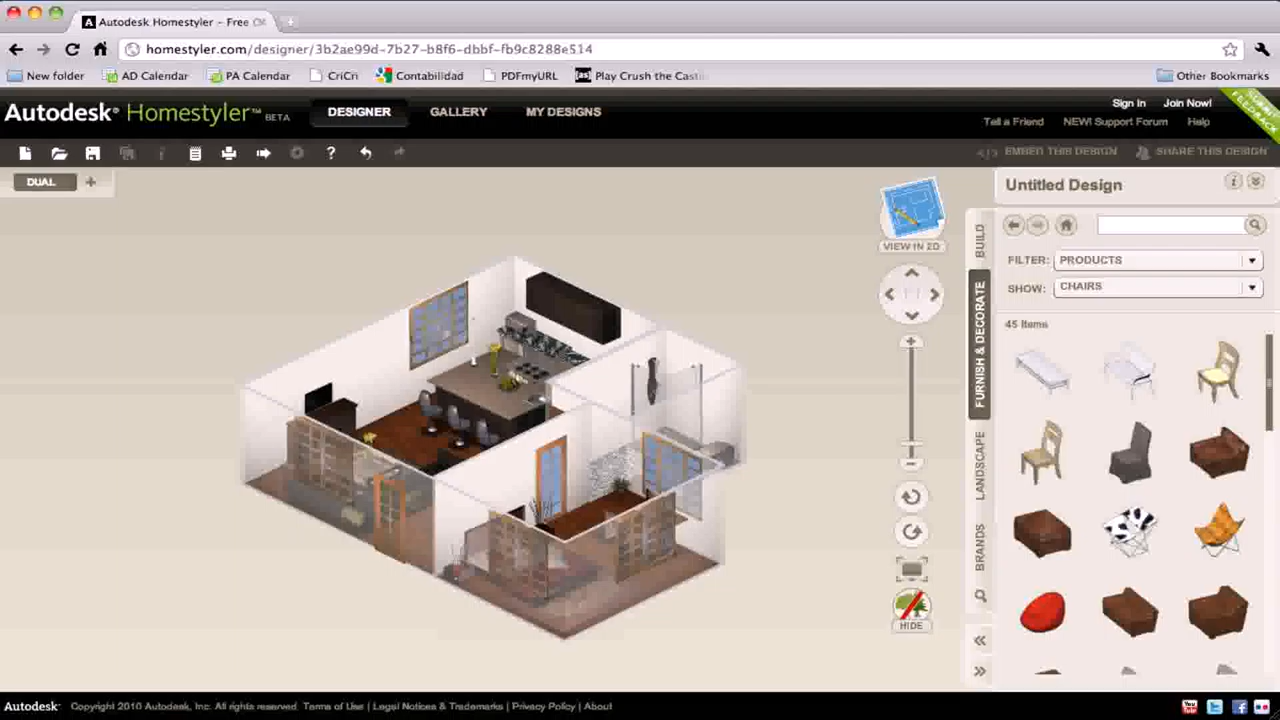 Autodesk Homestyler – Free
homestyler.com/designer/3b2ae99d-7b27-b8f6-dbbf-fb9c8288e514
New folder
AD Calendar
PA Calendar
CriCri
Contabilidad
PDFmyURL
Play Crush the Castl
Other Bookmarks
Autodesk® Homestyler™ BETA
DESIGNER
GALLERY
MY DESIGNS
Sign In
Join Now!
Tell a Friend
NEW! Support Forum
Help
FEEDBACK
EMBED THIS DESIGN
SHARE THIS DESIGN
DUAL
VIEW IN 2D
HIDE
BUILD
FURNISH & DECORATE
LANDSCAPE
BRANDS
Untitled Design
FILTER: PRODUCTS
SHOW: CHAIRS
45 Items
Autodesk
Copyright 2010 Autodesk, Inc. All rights reserved. Terms of Use | Legal Notices & Trademarks | Privacy Policy | About
You Tube